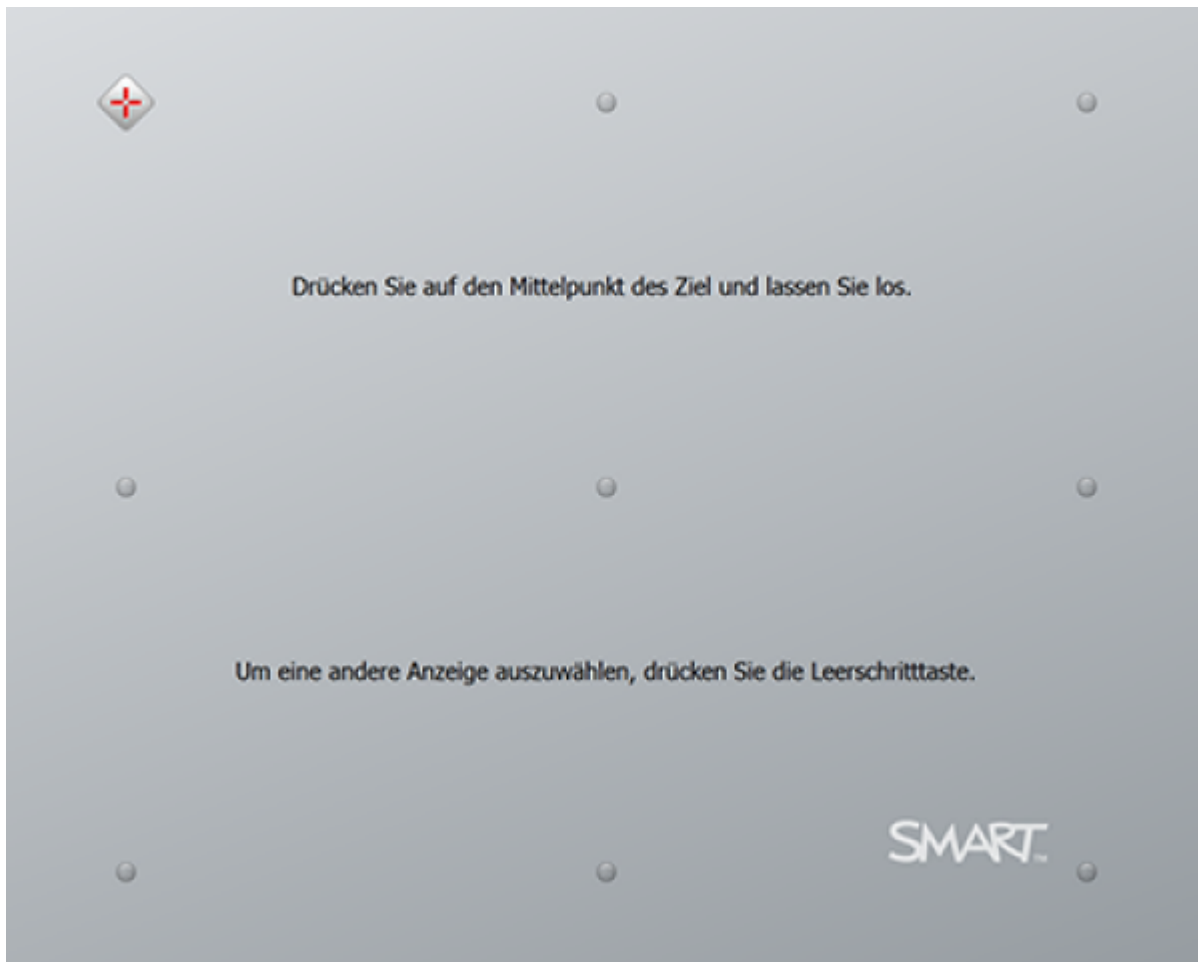 Drücken Sie auf den Mittelpunkt des Ziel und lassen Sie los.
Um eine andere Anzeige auszuwählen, drücken Sie die Leerschritttaste.
SMART™